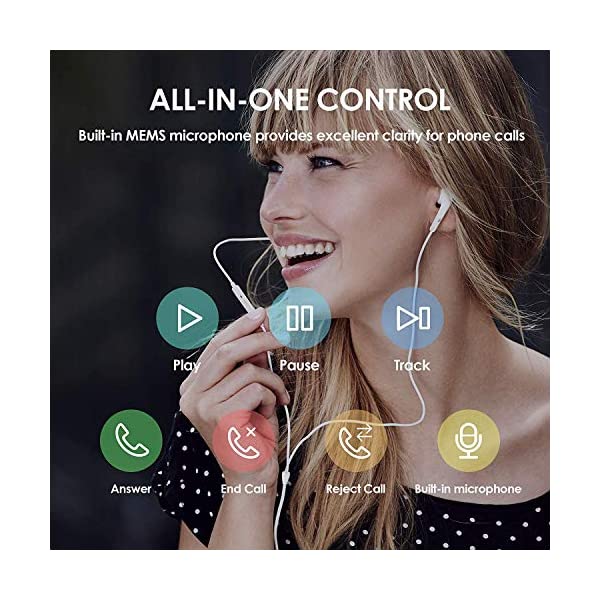 ALL-IN-ONE CONTROL
Built-in MEMS microphone provides excellent clarity for phone calls
Play
Pause
Track
Answer
End Call
Reject Call
Built-in microphone